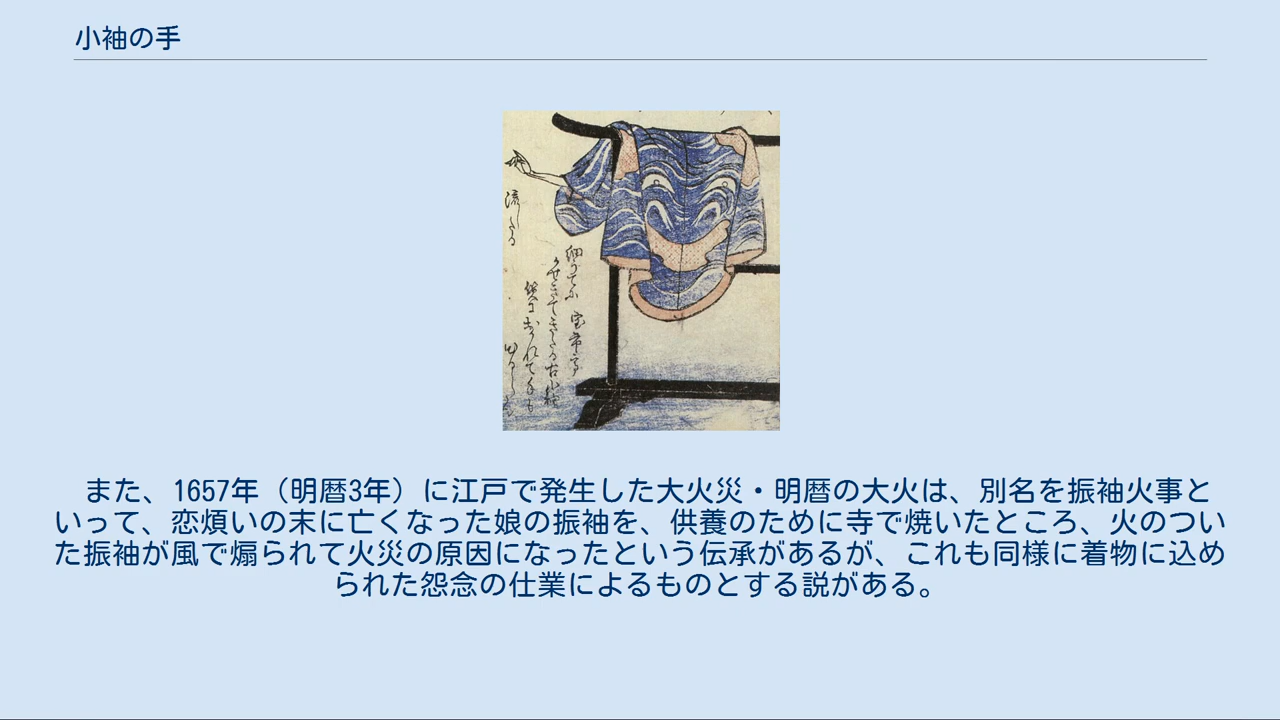 小袖の手
また、1657年（明暦3年）に江戸で発生した大火災・明暦の大火は、別名を振袖火事と
いって、恋煩いの末に亡くなった娘の振袖を、供養のために寺で焼いたところ、火のつい
た振袖が風で煽られて火災の原因になったという伝承があるが、これも同様に着物に込め
られた怨念の仕業によるものとする説がある。